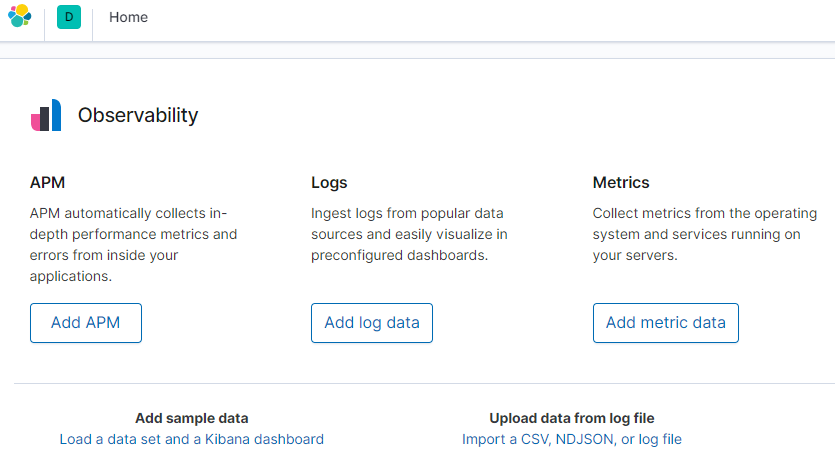 D Home
Observability
APM
APM automatically collects in-
depth performance metrics and
errors from inside your
applications.
Add APM
Logs
Ingest logs from popular data
sources and easily visualize in
preconfigured dashboards.
Add log data
Metrics
Collect metrics from the operating
system and services running on
your servers.
Add metric data
Add sample data
Load a data set and a Kibana dashboard
Upload data from log file
Import a CSV, NDJSON, or log file